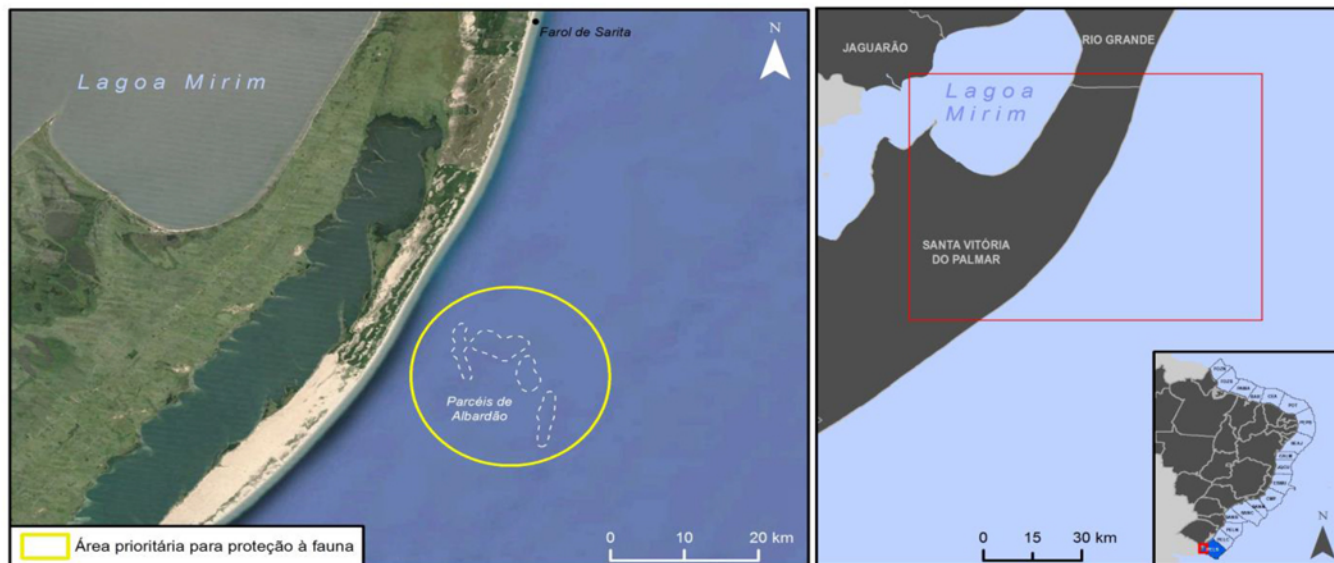 Farol de Sarita
N
Lagoa Mirim
Parcéis de
Albardão
Área prioritária para proteção à fauna
0 10 20 km
N
JAGUARÃO
RIO GRANDE
Lagoa
Mirim
SANTA VITÓRIA
DO PALMAR
0 15 30 km
N